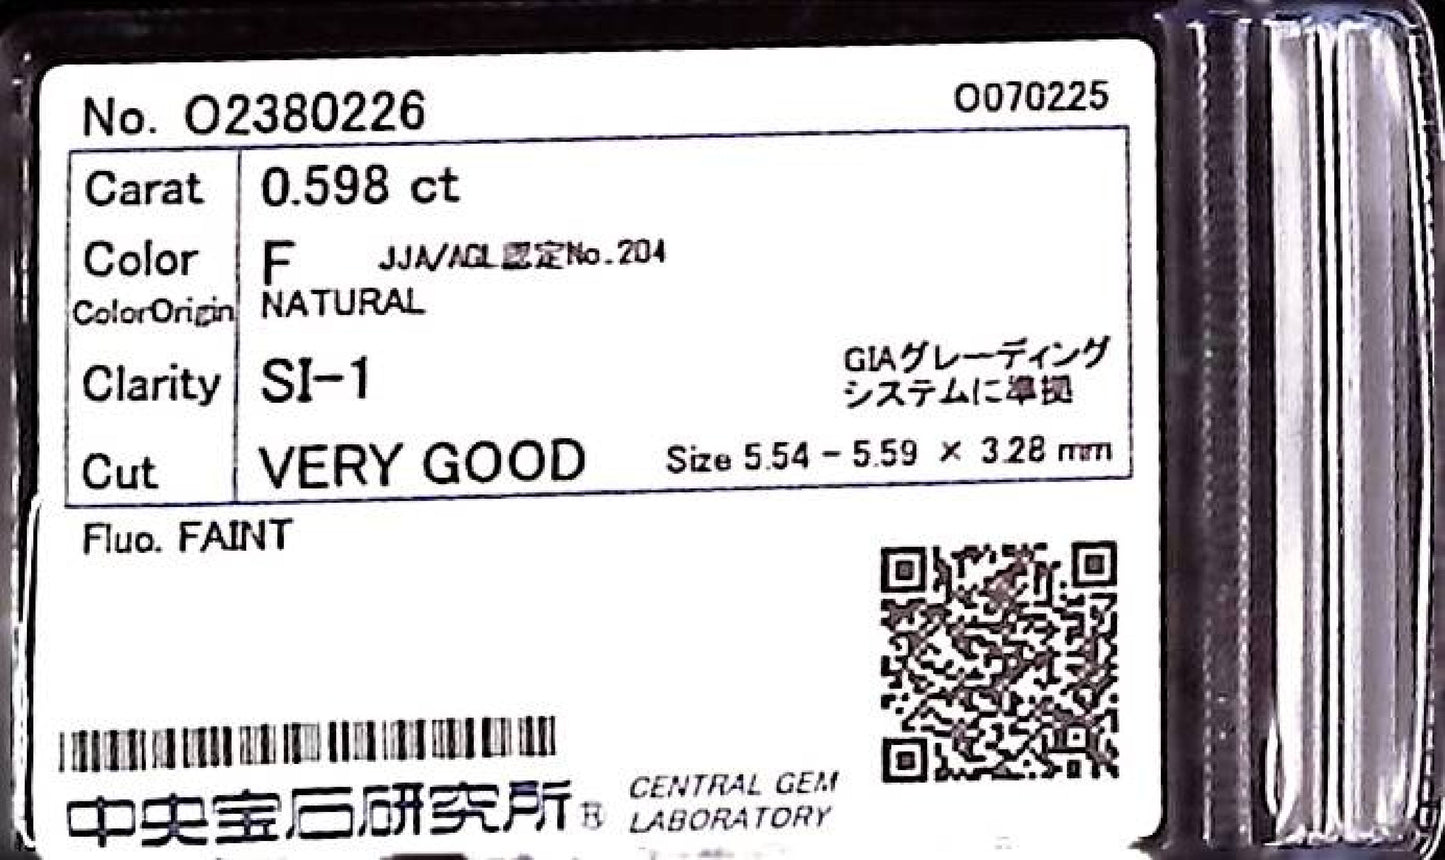 No. O2380226 O070225
Carat 0.598 ct
Color F JJA/AGL認定No.204
ColorOrigin NATURAL
Clarity SI-1 GIAグレーディング
システムに準拠
Cut VERY GOOD Size 5.54 - 5.59 × 3.28 mm
Fluo. FAINT
中央宝石研究所® CENTRAL GEM
LABORATORY